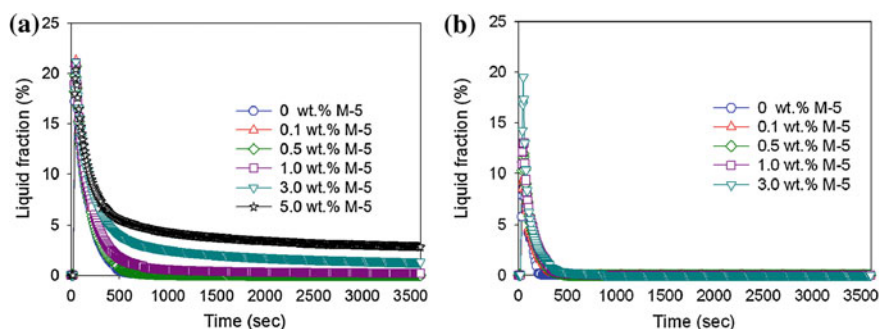 (a)
25
20
15
10
5
0
Liquid fraction (%)
0 wt.% M-5
0.1 wt.% M-5
0.5 wt.% M-5
1.0 wt.% M-5
3.0 wt.% M-5
5.0 wt.% M-5
0 500 1000 1500 2000 2500 3000 3500
Time (sec)
(b)
25
20
15
10
5
0
Liquid fraction (%)
0 wt.% M-5
0.1 wt.% M-5
0.5 wt.% M-5
1.0 wt.% M-5
3.0 wt.% M-5
0 500 1000 1500 2000 2500 3000 3500
Time (sec)